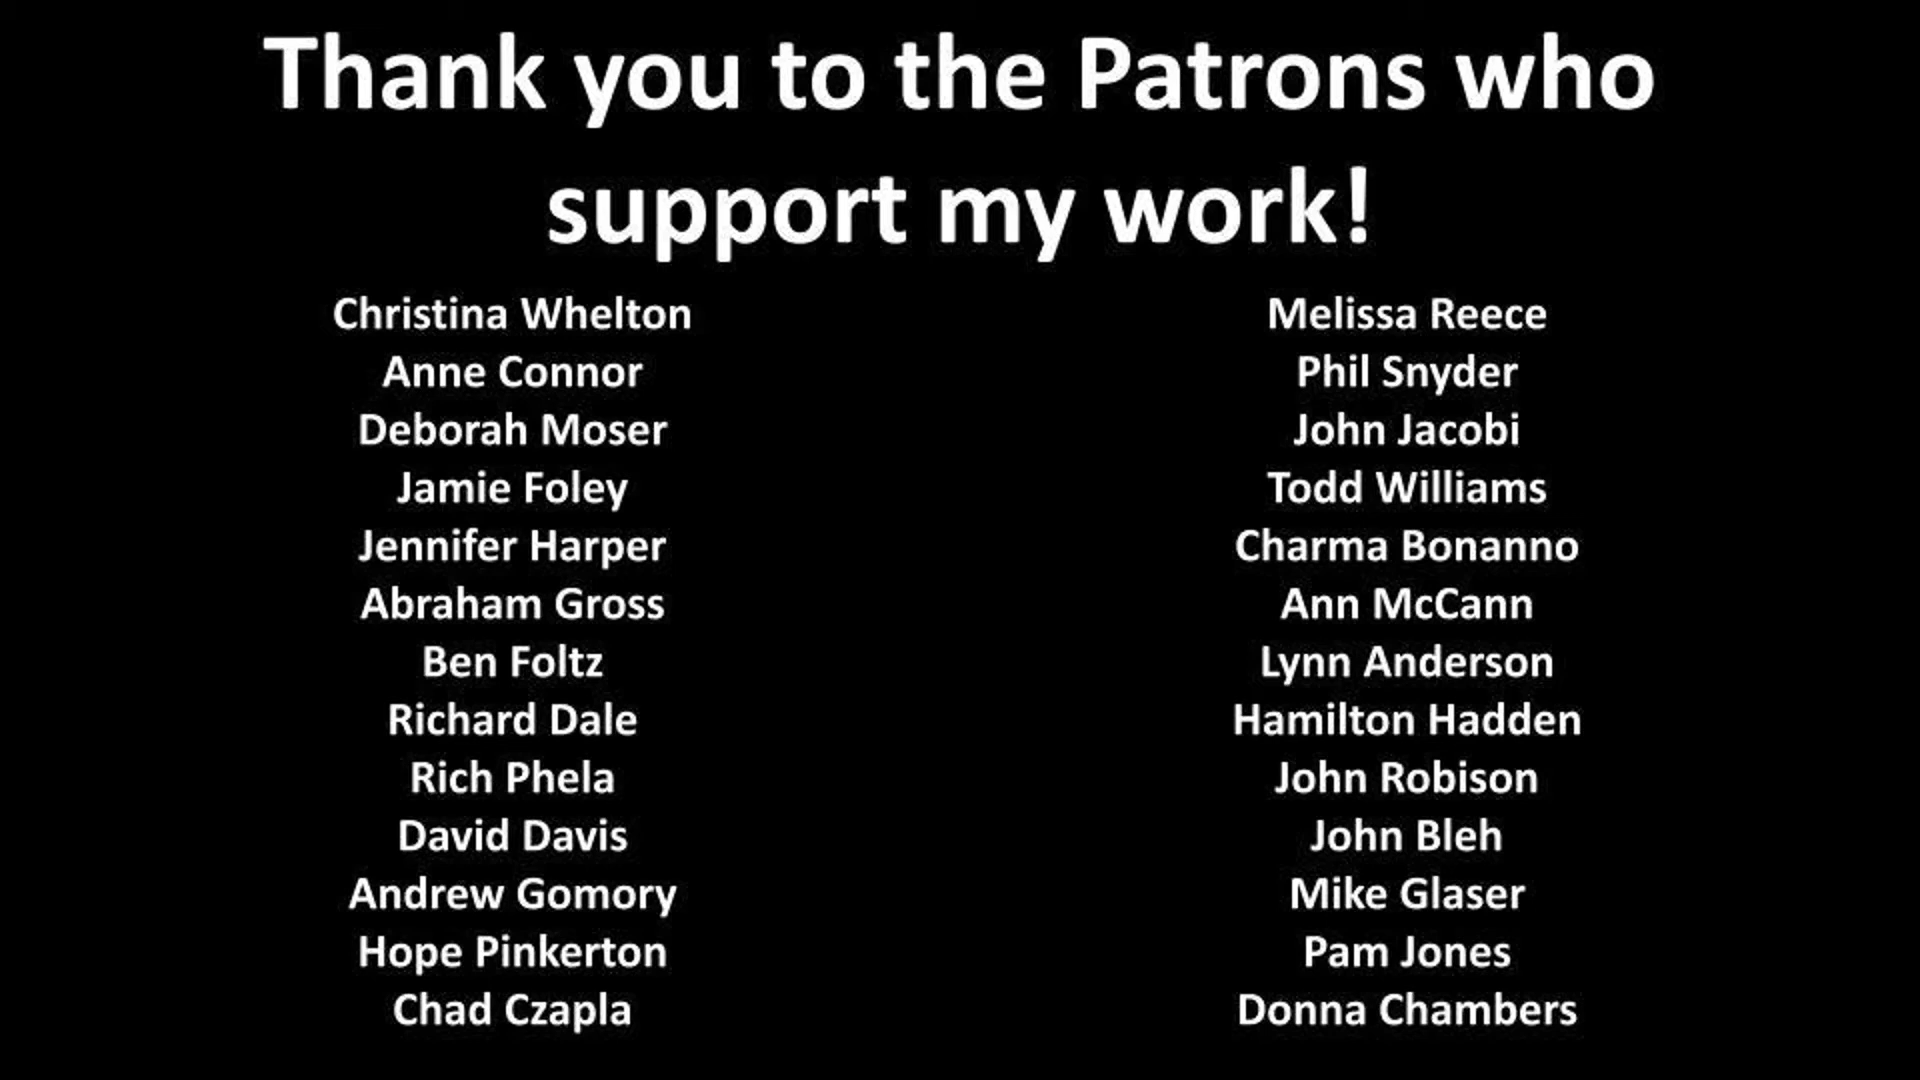 Thank you to the Patrons who
support my work!
Christina Whelton
Anne Connor
Deborah Moser
Jamie Foley
Jennifer Harper
Abraham Gross
Ben Foltz
Richard Dale
Rich Phela
David Davis
Andrew Gomory
Hope Pinkerton
Chad Czapla
Melissa Reece
Phil Snyder
John Jacobi
Todd Williams
Charma Bonanno
Ann McCann
Lynn Anderson
Hamilton Hadden
John Robison
John Bleh
Mike Glaser
Pam Jones
Donna Chambers